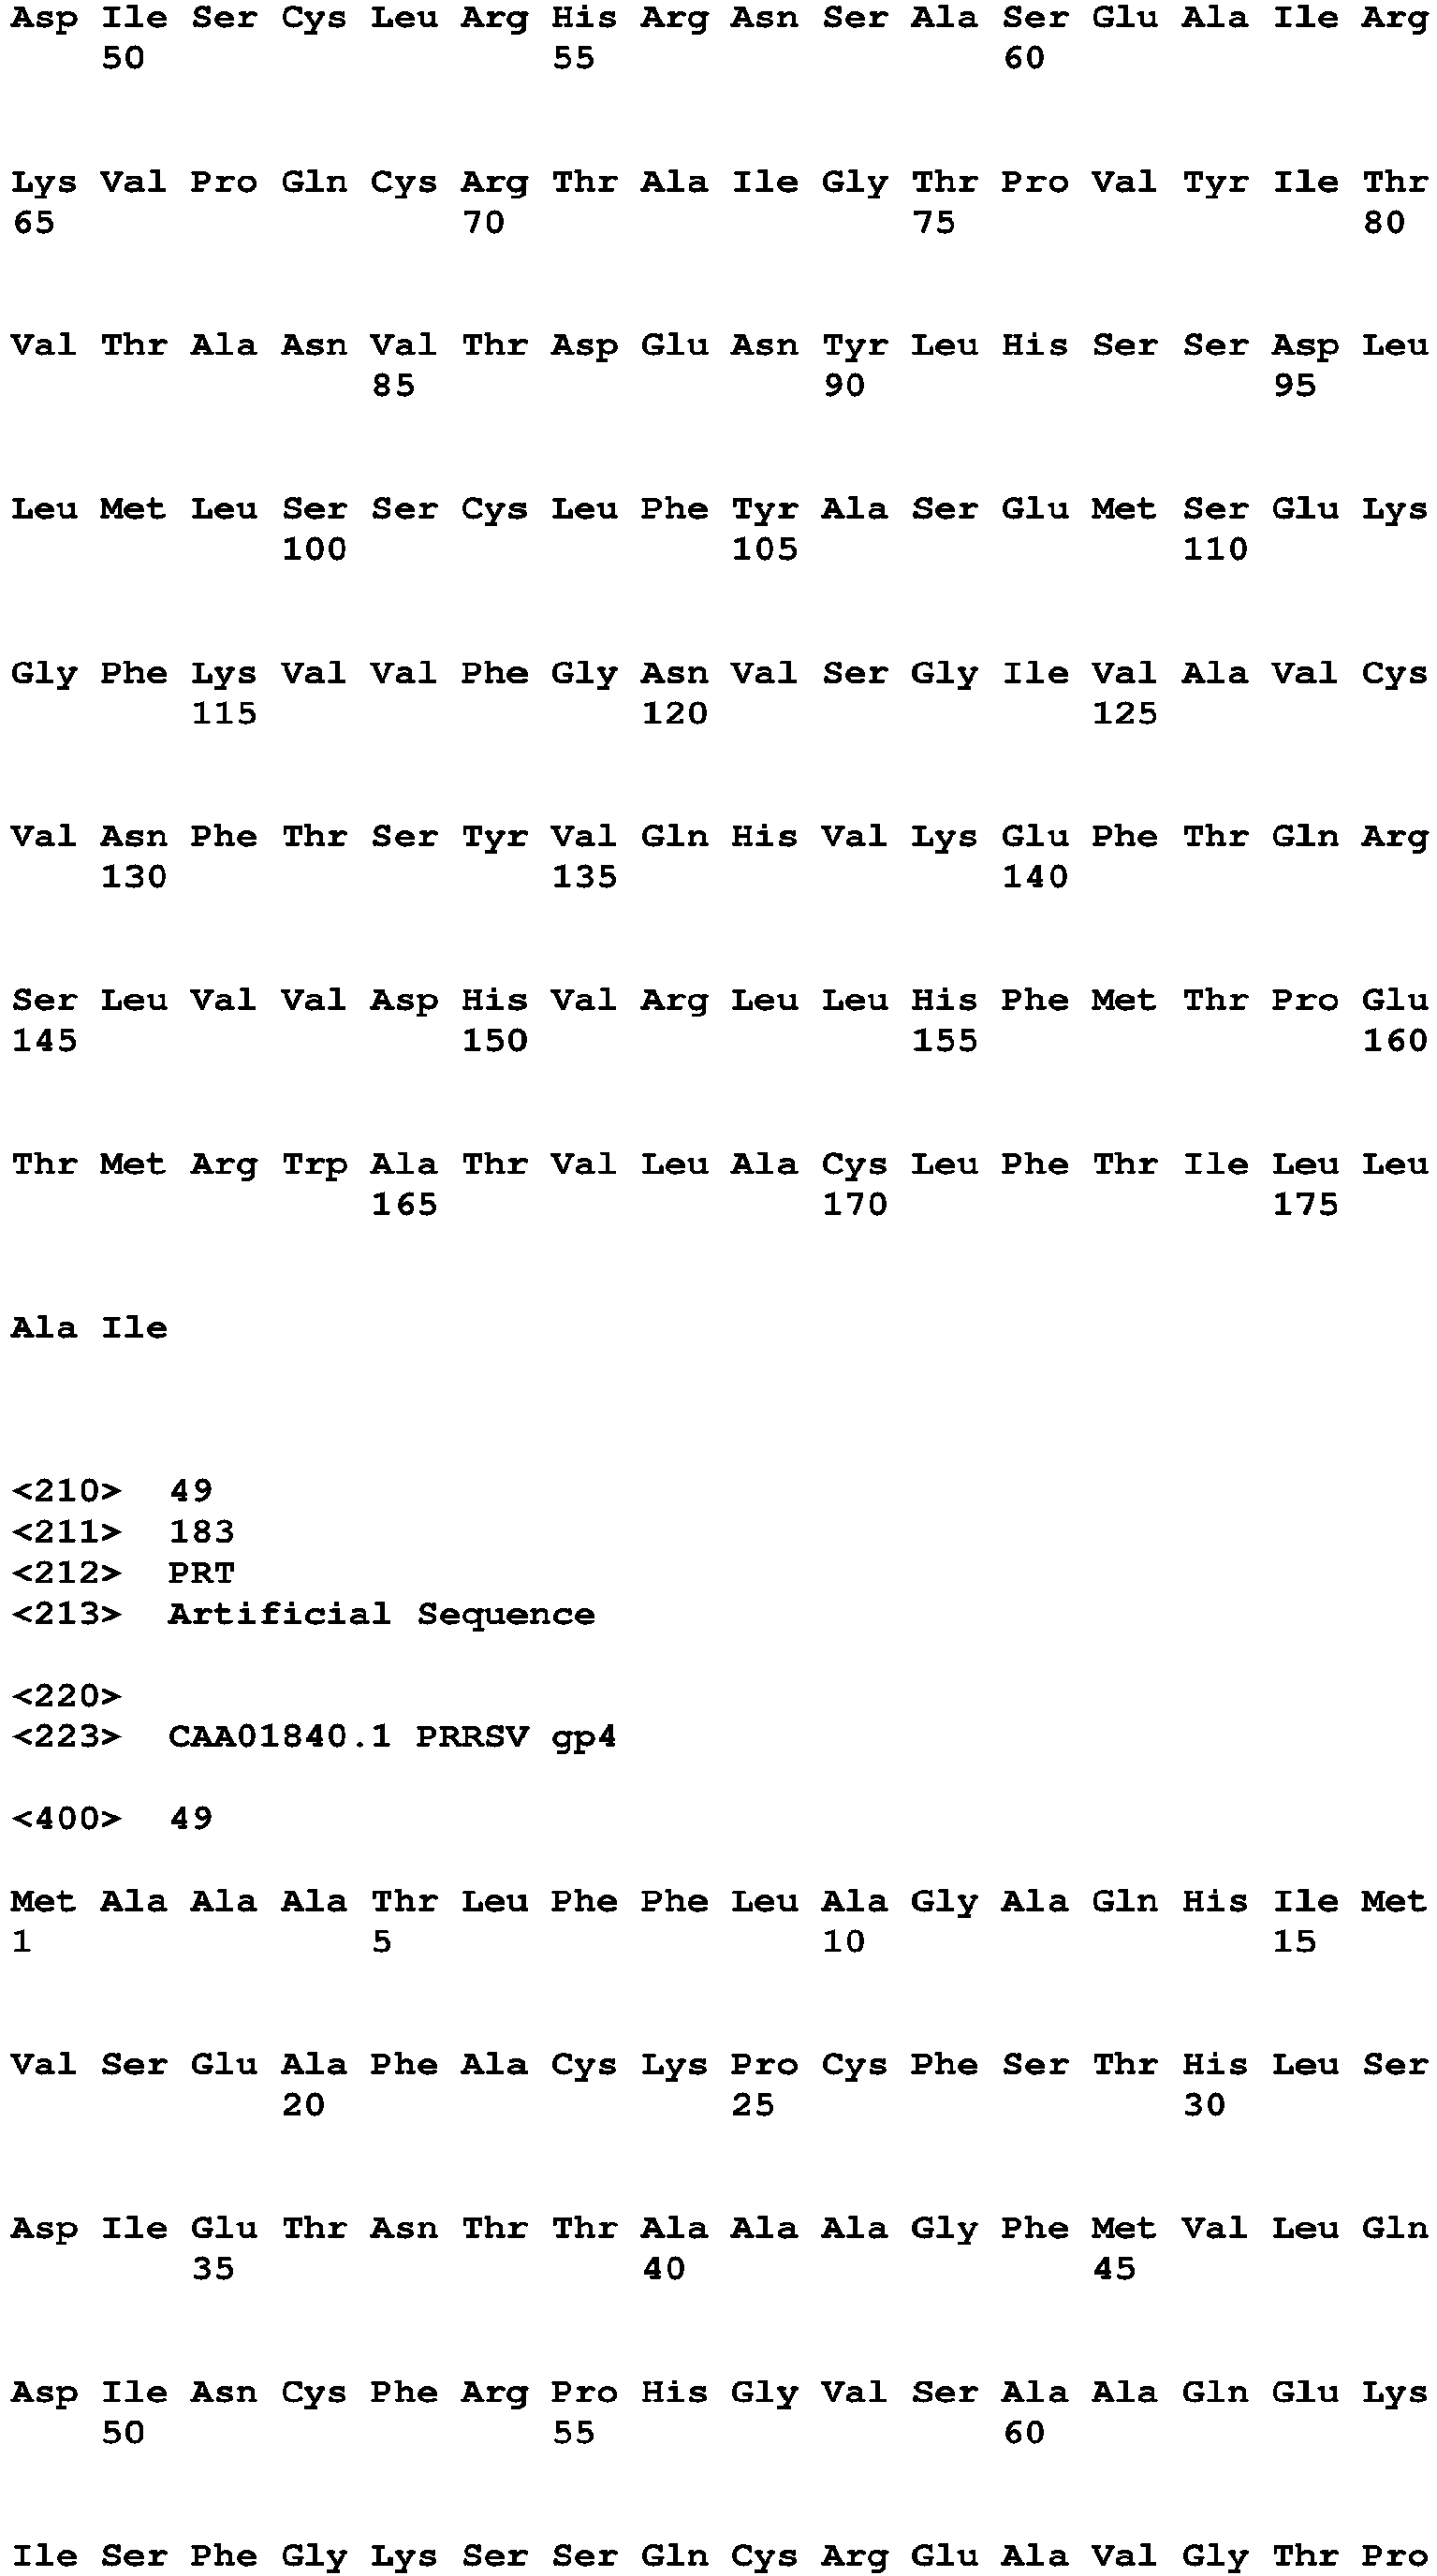 Asp Ile Ser Cys Leu Arg His Arg Asn Ser Ala Ser Glu Ala Ile Arg
50 55 60
Lys Val Pro Gln Cys Arg Thr Ala Ile Gly Thr Pro Val Tyr Ile Thr
65 70 75 80
Val Thr Ala Asn Val Thr Asp Glu Asn Tyr Leu His Ser Ser Asp Leu
85 90 95
Leu Met Leu Ser Ser Cys Leu Phe Tyr Ala Ser Glu Met Ser Glu Lys
100 105 110
Gly Phe Lys Val Val Phe Gly Asn Val Ser Gly Ile Val Ala Val Cys
115 120 125
Val Asn Phe Thr Ser Tyr Val Gln His Val Lys Glu Phe Thr Gln Arg
130 135 140
Ser Leu Val Val Asp His Val Arg Leu Leu His Phe Met Thr Pro Glu
145 150 155 160
Thr Met Arg Trp Ala Thr Val Leu Ala Cys Leu Phe Thr Ile Leu Leu
165 170 175
Ala Ile
<210> 49
<211> 183
<212> PRT
<213> Artificial Sequence
<220>
<223> CAA01840.1 PRRSV gp4
<400> 49
Met Ala Ala Ala Thr Leu Phe Phe Leu Ala Gly Ala Gln His Ile Met
1 5 10 15
Val Ser Glu Ala Phe Ala Cys Lys Pro Cys Phe Ser Thr His Leu Ser
20 25 30
Asp Ile Glu Thr Asn Thr Thr Ala Ala Ala Gly Phe Met Val Leu Gln
35 40 45
Asp Ile Asn Cys Phe Arg Pro His Gly Val Ser Ala Ala Gln Glu Lys
50 55 60
Ile Ser Phe Gly Lys Ser Ser Gln Cys Arg Glu Ala Val Gly Thr Pro